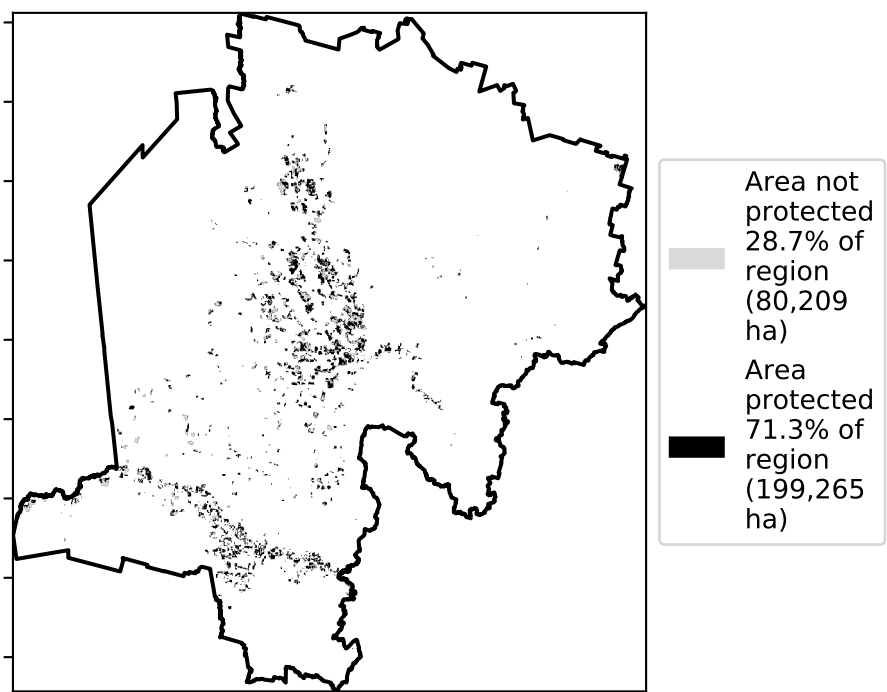 Area not
protected
28.7% of
region
(80,209
ha)
Area
protected
71.3% of
region
(199,265
ha)